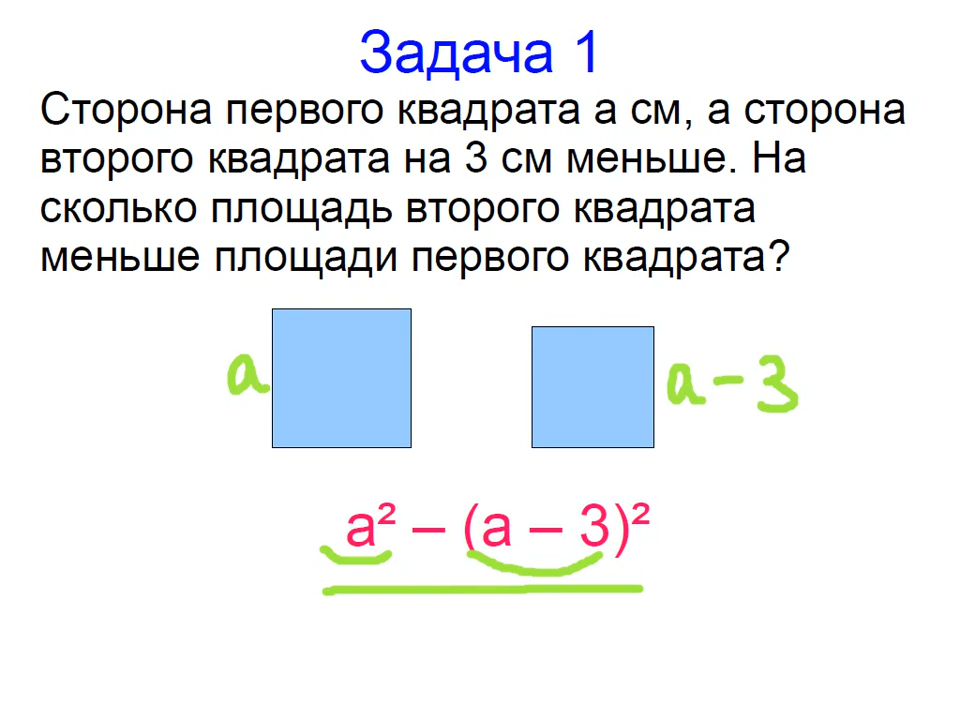 Задача 1
Сторона первого квадрата а см, а сторона
второго квадрата на 3 см меньше. На
сколько площадь второго квадрата
меньше площади первого квадрата?
а
а – 3
а² – (а – 3)²